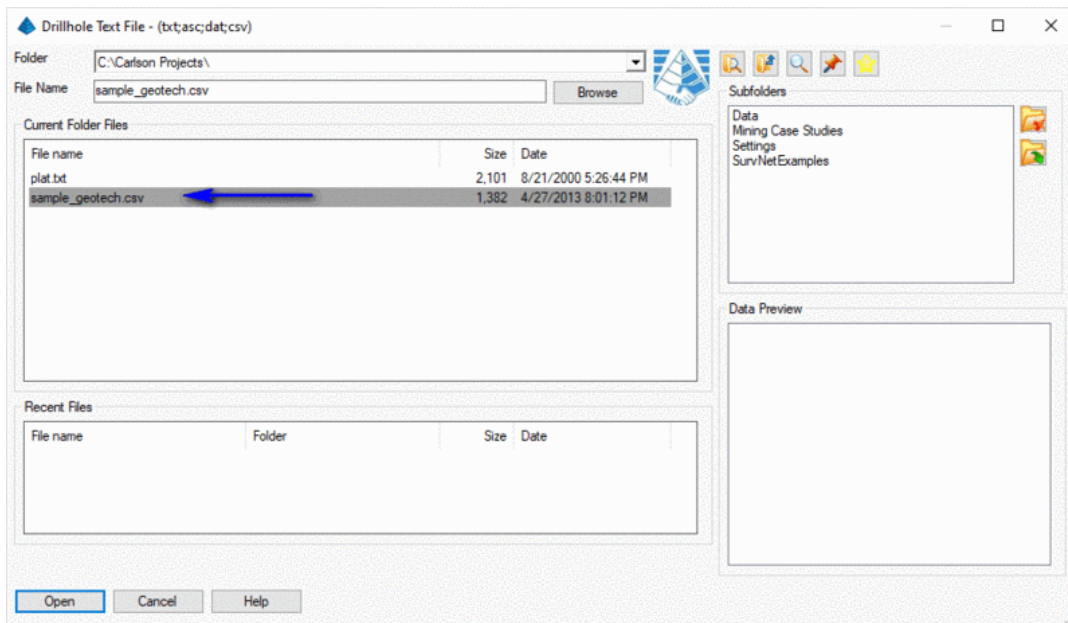 Drillhole Text File - (txt;asc;dat;csv)
Folder
C:\Carlson Projects\
File Name
sample_geotech.csv
Browse
Current Folder Files
File name Size Date
plat.txt 2,101 8/21/2000 5:26:44 PM
sample_geotech.csv 1,382 4/27/2013 8:01:12 PM
Recent Files
File name Folder Size Date
Subfolders
Data
Mining Case Studies
Settings
SurvNetExamples
Data Preview
Open Cancel Help